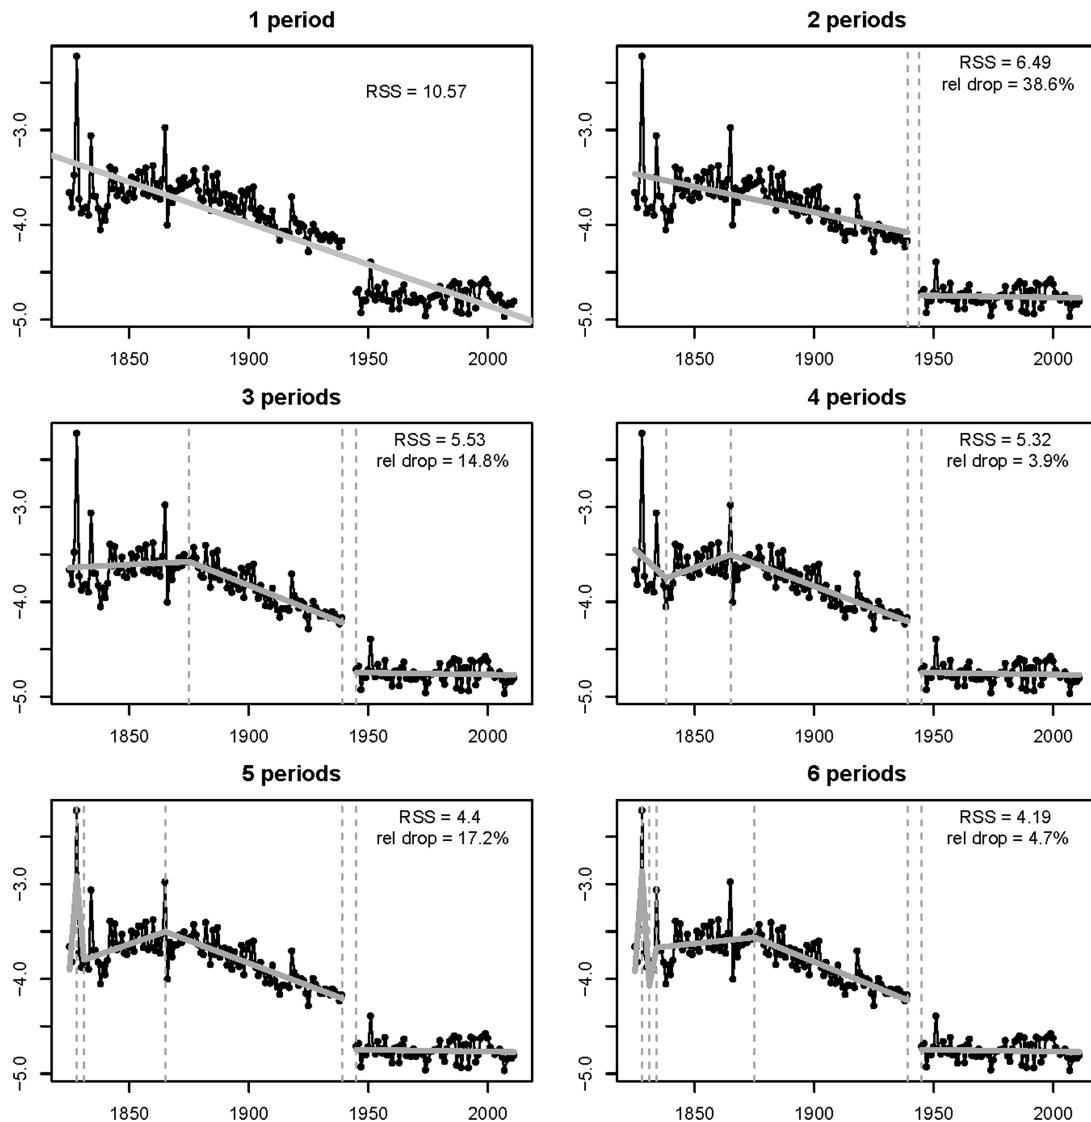 1 period
RSS = 10.57
−3.0
−4.0
−5.0
1850 1900 1950 2000
2 periods
RSS = 6.49
rel drop = 38.6%
−3.0
−4.0
−5.0
1850 1900 1950 2000
3 periods
RSS = 5.53
rel drop = 14.8%
−3.0
−4.0
−5.0
1850 1900 1950 2000
4 periods
RSS = 5.32
rel drop = 3.9%
−3.0
−4.0
−5.0
1850 1900 1950 2000
5 periods
RSS = 4.4
rel drop = 17.2%
−3.0
−4.0
−5.0
1850 1900 1950 2000
6 periods
RSS = 4.19
rel drop = 4.7%
−3.0
−4.0
−5.0
1850 1900 1950 2000